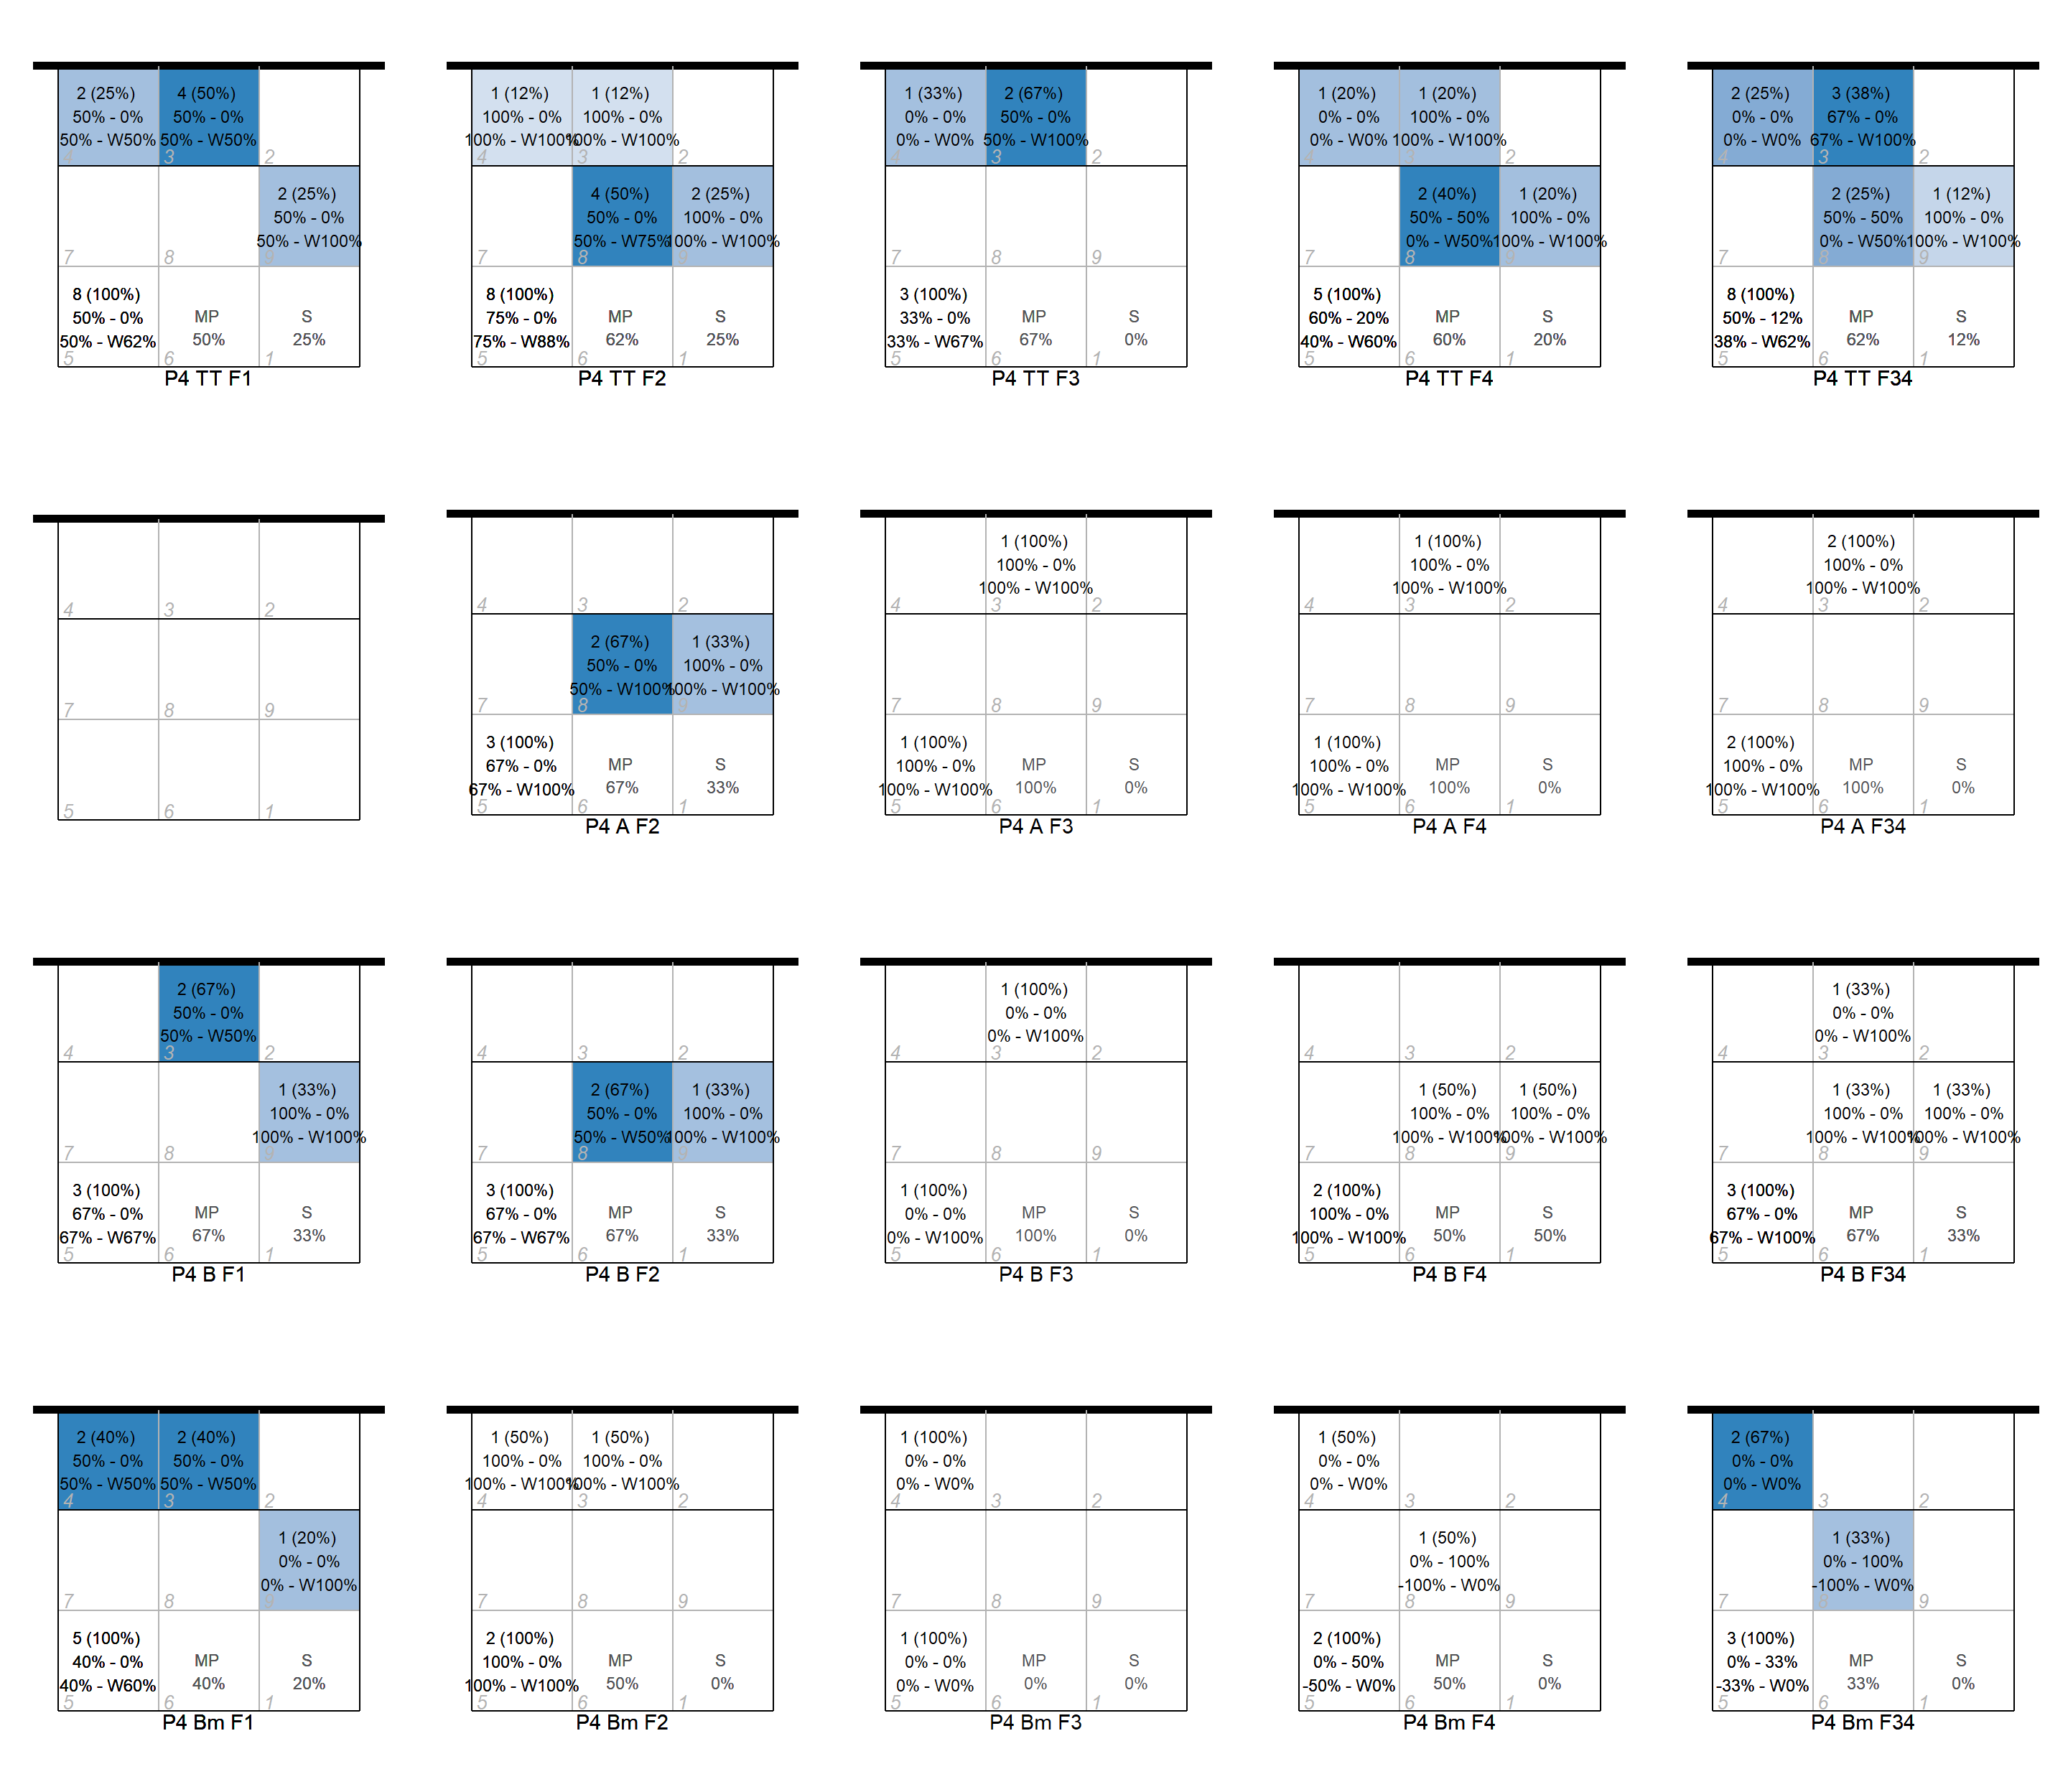 2 (25%)
50% - 0%
50% - W50%
4
4 (50%)
50% - 0%
50% - W50%
3
2
7
8
2 (25%)
50% - 0%
50% - W100%
9
8 (100%)
50% - 0%
50% - W62%
5
MP
50%
6
S
25%
1
P4 TT F1
1 (12%)
100% - 0%
100% - W100%
4
1 (12%)
100% - 0%
100% - W100%
3
2
7
4 (50%)
50% - 0%
50% - W75%
8
2 (25%)
100% - 0%
100% - W100%
9
8 (100%)
75% - 0%
75% - W88%
5
MP
62%
6
S
25%
1
P4 TT F2
1 (33%)
0% - 0%
0% - W0%
4
2 (67%)
50% - 0%
50% - W100%
3
2
7
8
9
3 (100%)
33% - 0%
33% - W67%
5
MP
67%
6
S
0%
1
P4 TT F3
1 (20%)
0% - 0%
0% - W0%
4
1 (20%)
100% - 0%
100% - W100%
3
2
7
2 (40%)
50% - 50%
0% - W50%
8
1 (20%)
100% - 0%
100% - W100%
9
5 (100%)
60% - 20%
40% - W60%
5
MP
60%
6
S
20%
1
P4 TT F4
2 (25%)
0% - 0%
0% - W0%
4
3 (38%)
67% - 0%
67% - W100%
3
2
7
2 (25%)
50% - 50%
0% - W50%
8
1 (12%)
100% - 0%
100% - W100%
9
8 (100%)
50% - 12%
38% - W62%
5
MP
62%
6
S
12%
1
P4 TT F34
4
3
2
7
8
9
5
6
1
4
3
2
7
2 (67%)
50% - 0%
50% - W100%
8
1 (33%)
100% - 0%
100% - W100%
9
3 (100%)
67% - 0%
67% - W100%
5
MP
67%
6
S
33%
1
P4 A F2
4
1 (100%)
100% - 0%
100% - W100%
3
2
7
8
9
1 (100%)
100% - 0%
100% - W100%
5
MP
100%
6
S
0%
1
P4 A F3
4
1 (100%)
100% - 0%
100% - W100%
3
2
7
8
9
1 (100%)
100% - 0%
100% - W100%
5
MP
100%
6
S
0%
1
P4 A F4
4
2 (100%)
100% - 0%
100% - W100%
3
2
7
8
9
2 (100%)
100% - 0%
100% - W100%
5
MP
100%
6
S
0%
1
P4 A F34
4
2 (67%)
50% - 0%
50% - W50%
3
2
7
8
1 (33%)
100% - 0%
100% - W100%
9
3 (100%)
67% - 0%
67% - W67%
5
MP
67%
6
S
33%
1
P4 B F1
4
3
2
7
2 (67%)
50% - 0%
50% - W50%
8
1 (33%)
100% - 0%
100% - W100%
9
3 (100%)
67% - 0%
67% - W67%
5
MP
67%
6
S
33%
1
P4 B F2
4
1 (100%)
0% - 0%
0% - W100%
3
2
7
8
9
1 (100%)
0% - 0%
0% - W100%
5
MP
100%
6
S
0%
1
P4 B F3
4
3
2
7
1 (50%)
100% - 0%
100% - W100%
8
1 (50%)
100% - 0%
100% - W100%
9
2 (100%)
100% - 0%
100% - W100%
5
MP
50%
6
S
50%
1
P4 B F4
4
1 (33%)
0% - 0%
0% - W100%
3
2
7
1 (33%)
100% - 0%
100% - W100%
8
1 (33%)
100% - 0%
100% - W100%
9
3 (100%)
67% - 0%
67% - W100%
5
MP
67%
6
S
33%
1
P4 B F34
2 (40%)
50% - 0%
50% - W50%
4
2 (40%)
50% - 0%
50% - W50%
3
2
7
8
1 (20%)
0% - 0%
0% - W100%
9
5 (100%)
40% - 0%
40% - W60%
5
MP
40%
6
S
20%
1
P4 Bm F1
1 (50%)
100% - 0%
100% - W100%
4
1 (50%)
100% - 0%
100% - W100%
3
2
7
8
9
2 (100%)
100% - 0%
100% - W100%
5
MP
50%
6
S
0%
1
P4 Bm F2
1 (100%)
0% - 0%
0% - W0%
4
3
2
7
8
9
1 (100%)
0% - 0%
0% - W0%
5
MP
0%
6
S
0%
1
P4 Bm F3
1 (50%)
0% - 0%
0% - W0%
4
3
2
7
1 (50%)
0% - 100%
-100% - W0%
8
9
2 (100%)
0% - 50%
-50% - W0%
5
MP
50%
6
S
0%
1
P4 Bm F4
2 (67%)
0% - 0%
0% - W0%
4
3
2
7
1 (33%)
0% - 100%
-100% - W0%
8
9
3 (100%)
0% - 33%
-33% - W0%
5
MP
33%
6
S
0%
1
P4 Bm F34